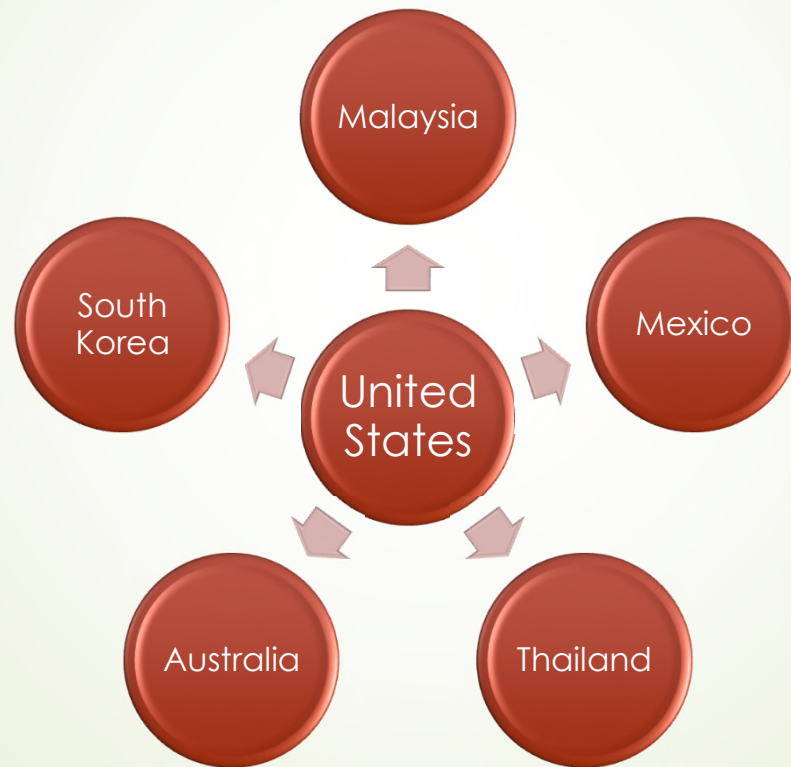 Malaysia
South
Korea
Mexico
United
States
Australia
Thailand